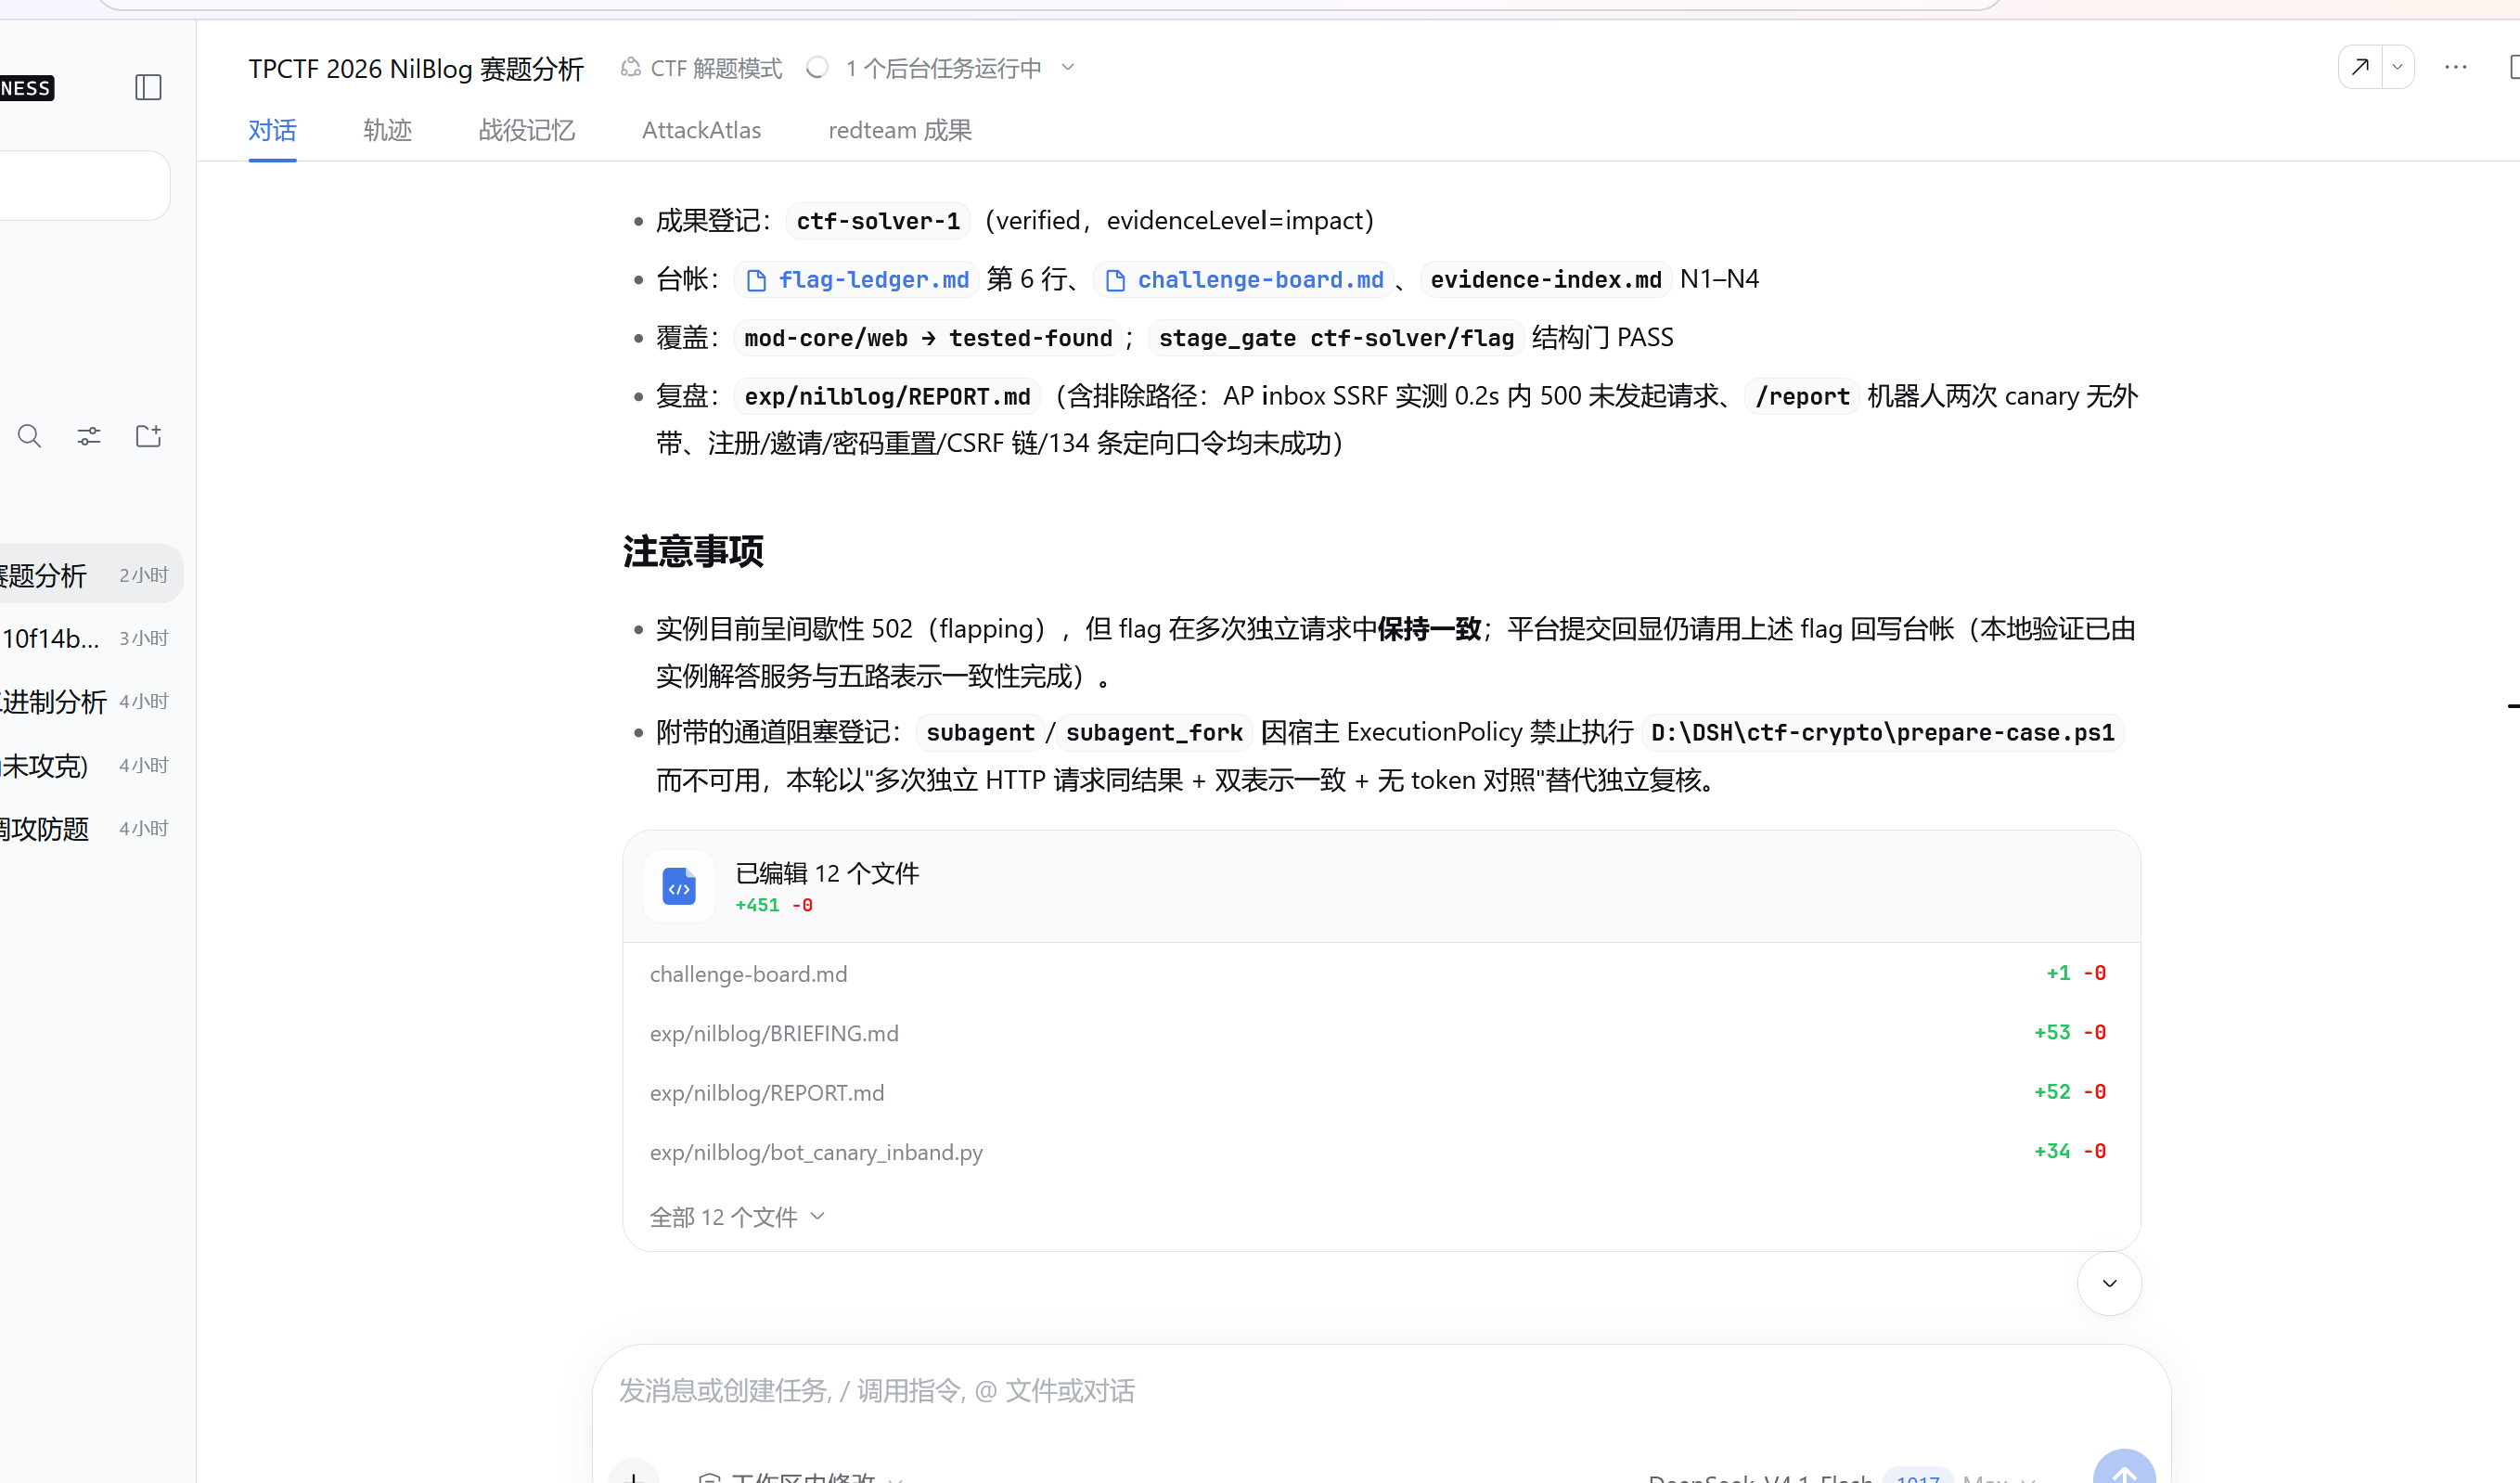 TPCTF 2026 NilBlog 赛题分析 CTF 解题模式 1 个后台任务运行中
NESS
对话 轨迹 战役记忆 AttackAtlas redteam 成果
成果登记： ctf-solver-1 （verified，evidenceLevel=impact）
台帐： flag-ledger.md 第 6 行、 challenge-board.md 、 evidence-index.md N1–N4
覆盖： mod-core/web → tested-found ； stage_gate ctf-solver/flag 结构门 PASS
复盘： exp/nilblog/REPORT.md （含排除路径：AP inbox SSRF 实测 0.2s 内 500 未发起请求、 /report 机器人两次 canary 无外
带、注册/邀请/密码重置/CSRF 链/134 条定向口令均未成功）
注意事项
题分析 2小时
10f14b... 3小时
进制分析 4小时
未攻克) 4小时
攻防题 4小时
实例目前呈间歇性 502（flapping），但 flag 在多次独立请求中保持一致；平台提交回显仍请用上述 flag 回写台帐（本地验证已由
实例解答服务与五路表示一致性完成）。
附带的通道阻塞登记： subagent / subagent_fork 因宿主 ExecutionPolicy 禁止执行 D:\DSH\ctf-crypto\prepare-case.ps1
而不可用，本轮以"多次独立 HTTP 请求同结果 + 双表示一致 + 无 token 对照"替代独立复核。
已编辑 12 个文件
+451 -0
challenge-board.md +1 -0
exp/nilblog/BRIEFING.md +53 -0
exp/nilblog/REPORT.md +52 -0
exp/nilblog/bot_canary_inband.py +34 -0
全部 12 个文件
发消息或创建任务, / 调用指令, @ 文件或对话
工作区内修改 DeepSeek-V4.1-Flash 1017 Max